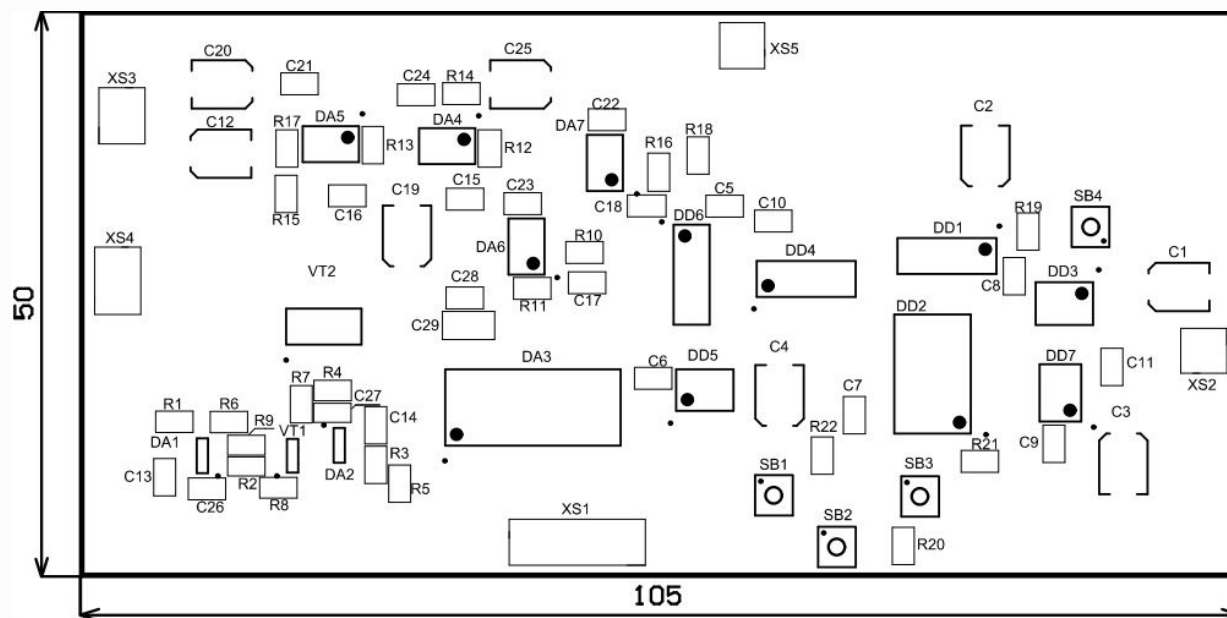 XS5
C20
C25
C21
C24
R14
XS3
C22
C2
C12
R17
DA5
DA4
DA7
R13
R12
R16
R18
R15
C16
C19
C15
C23
C18
C5
C10
R19
SB4
DD6
DD1
XS4
DA6
R10
DD4
C1
VT2
C8
DD3
C28
R11
C17
DD2
50
C29
DA3
C6
DD5
C4
DD7
C11
XS2
R7
R4
C27
C7
R1
R6
R9
VT1
C14
R22
C3
DA1
R3
DA2
R21
C9
C13
R2
R5
SB1
SB3
C26
R8
XS1
SB2
R20
105